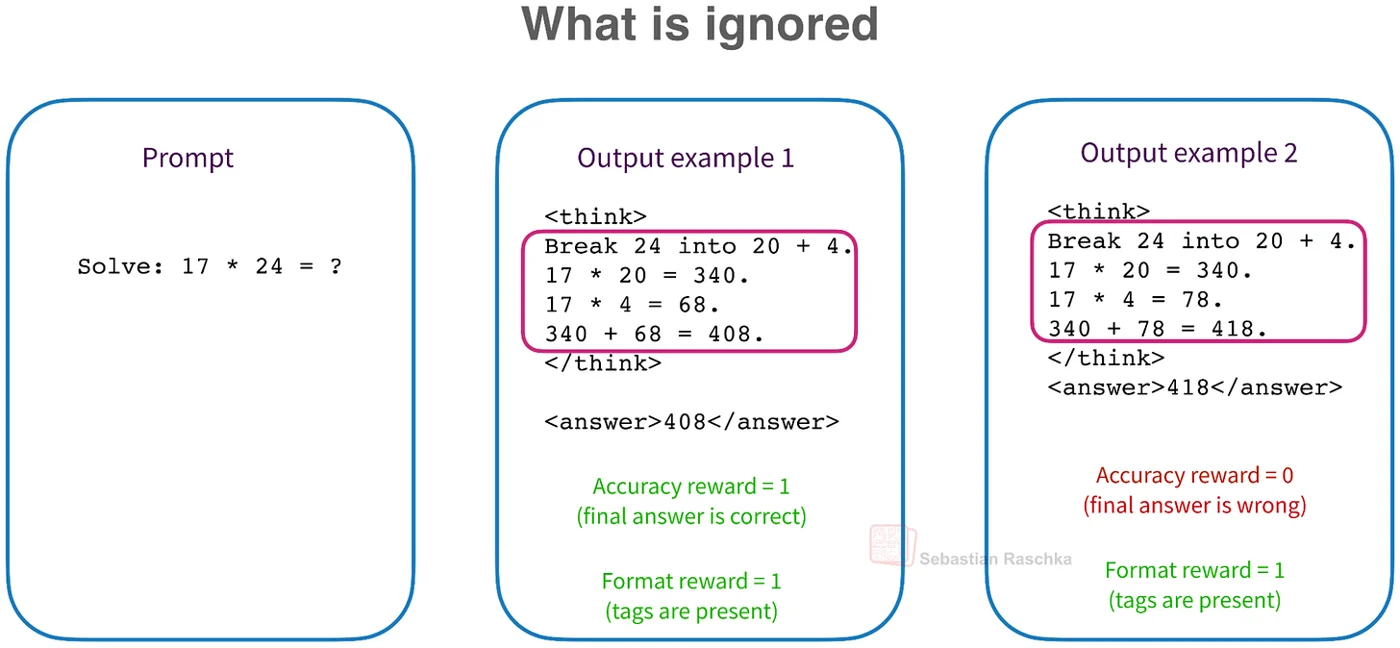 What is ignored
Prompt
Solve: 17 * 24 = ?
Output example 1
<think>
Break 24 into 20 + 4.
17 * 20 = 340.
17 * 4 = 68.
340 + 68 = 408.
</think>
<answer>408</answer>
Accuracy reward = 1
(final answer is correct)
Format reward = 1
(tags are present)
Output example 2
<think>
Break 24 into 20 + 4.
17 * 20 = 340.
17 * 4 = 78.
340 + 78 = 418.
</think>
<answer>418</answer>
Accuracy reward = 0
(final answer is wrong)
Format reward = 1
(tags are present)
Sebastian Raschka